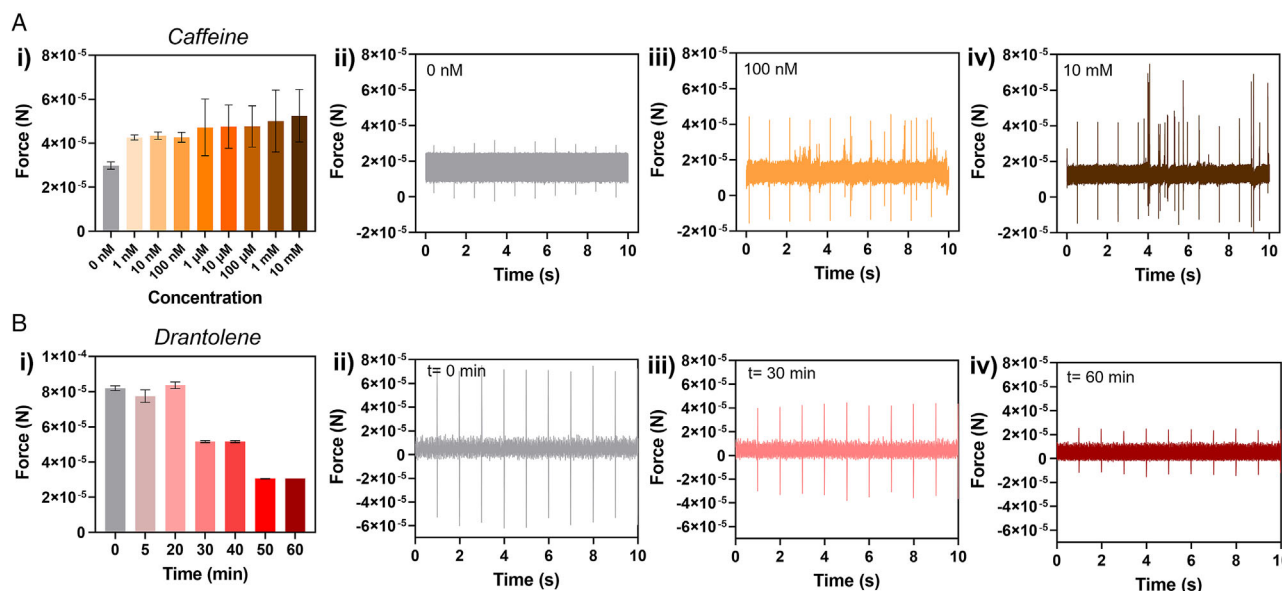 A
Caffeine
i)
8×10⁻⁵
6×10⁻⁵
4×10⁻⁵
2×10⁻⁵
0
Force (N)
0 nM
1 nM
10 nM
100 nM
1 µM
10 µM
100 µM
1 mM
10 mM
Concentration
ii)
0 nM
8×10⁻⁵
6×10⁻⁵
4×10⁻⁵
2×10⁻⁵
0
-2×10⁻⁵
Force (N)
0 2 4 6 8 10
Time (s)
iii)
100 nM
8×10⁻⁵
6×10⁻⁵
4×10⁻⁵
2×10⁻⁵
0
-2×10⁻⁵
Force (N)
0 2 4 6 8 10
Time (s)
iv)
10 mM
8×10⁻⁵
6×10⁻⁵
4×10⁻⁵
2×10⁻⁵
0
-2×10⁻⁵
Force (N)
0 2 4 6 8 10
Time (s)
B
Drantolene
i)
1×10⁻⁴
8×10⁻⁵
6×10⁻⁵
4×10⁻⁵
2×10⁻⁵
0
Force (N)
0 5 20 30 40 50 60
Time (min)
ii)
t= 0 min
8×10⁻⁵
6×10⁻⁵
4×10⁻⁵
2×10⁻⁵
0
-2×10⁻⁵
-4×10⁻⁵
-6×10⁻⁵
Force (N)
0 2 4 6 8 10
Time (s)
iii)
t= 30 min
8×10⁻⁵
6×10⁻⁵
4×10⁻⁵
2×10⁻⁵
0
-2×10⁻⁵
-4×10⁻⁵
-6×10⁻⁵
Force (N)
0 2 4 6 8 10
Time (s)
iv)
t= 60 min
8×10⁻⁵
6×10⁻⁵
4×10⁻⁵
2×10⁻⁵
0
-2×10⁻⁵
-4×10⁻⁵
-6×10⁻⁵
Force (N)
0 2 4 6 8 10
Time (s)